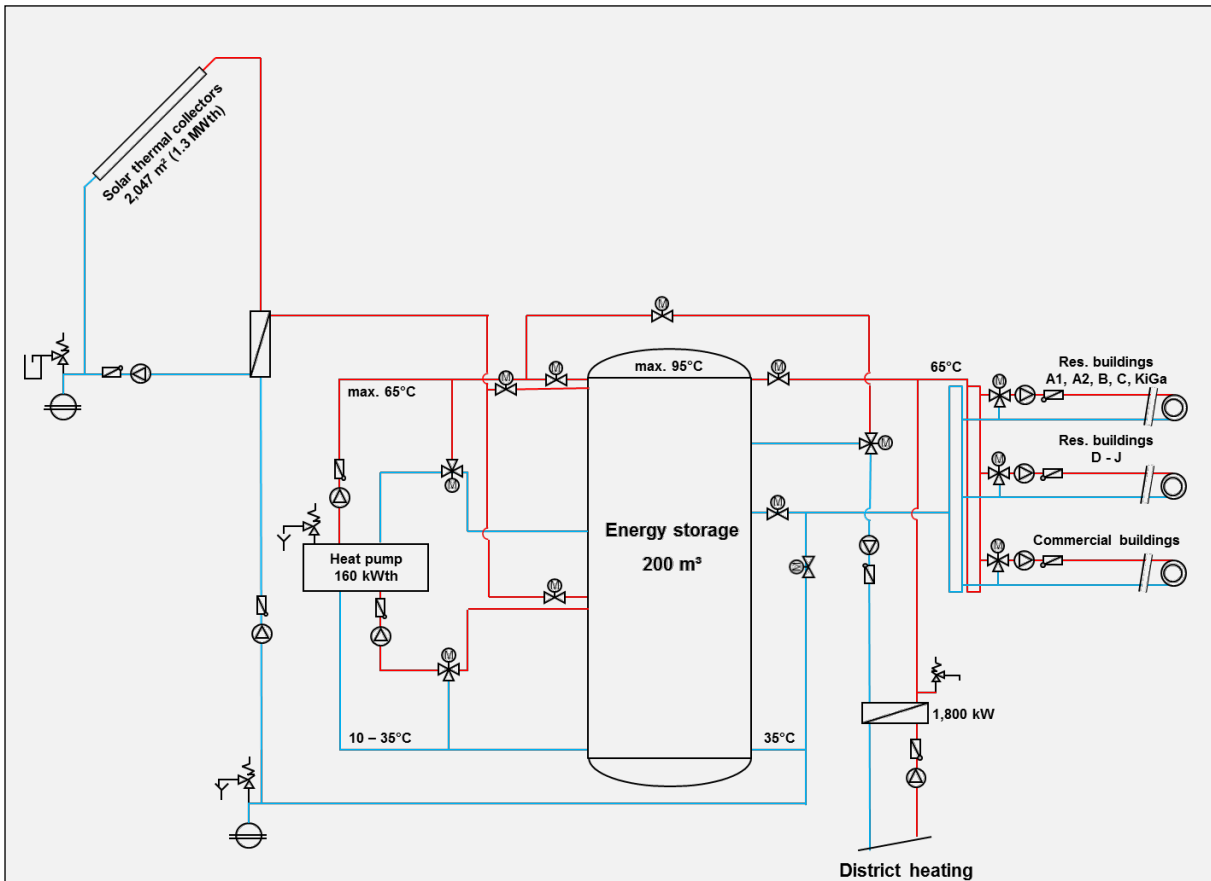 Solar thermal collectors
2,047 m² (1.3 MWth)
M
max. 95°C
65°C
Res. buildings
A1, A2, B, C, KiGa
M
M
M
M
M
max. 65°C
M
M
Res. buildings
D - J
M
M
Energy storage
200 m³
M
Heat pump
160 kWth
Commercial buildings
M
M
M
M
1,800 kW
10 – 35°C
35°C
District heating